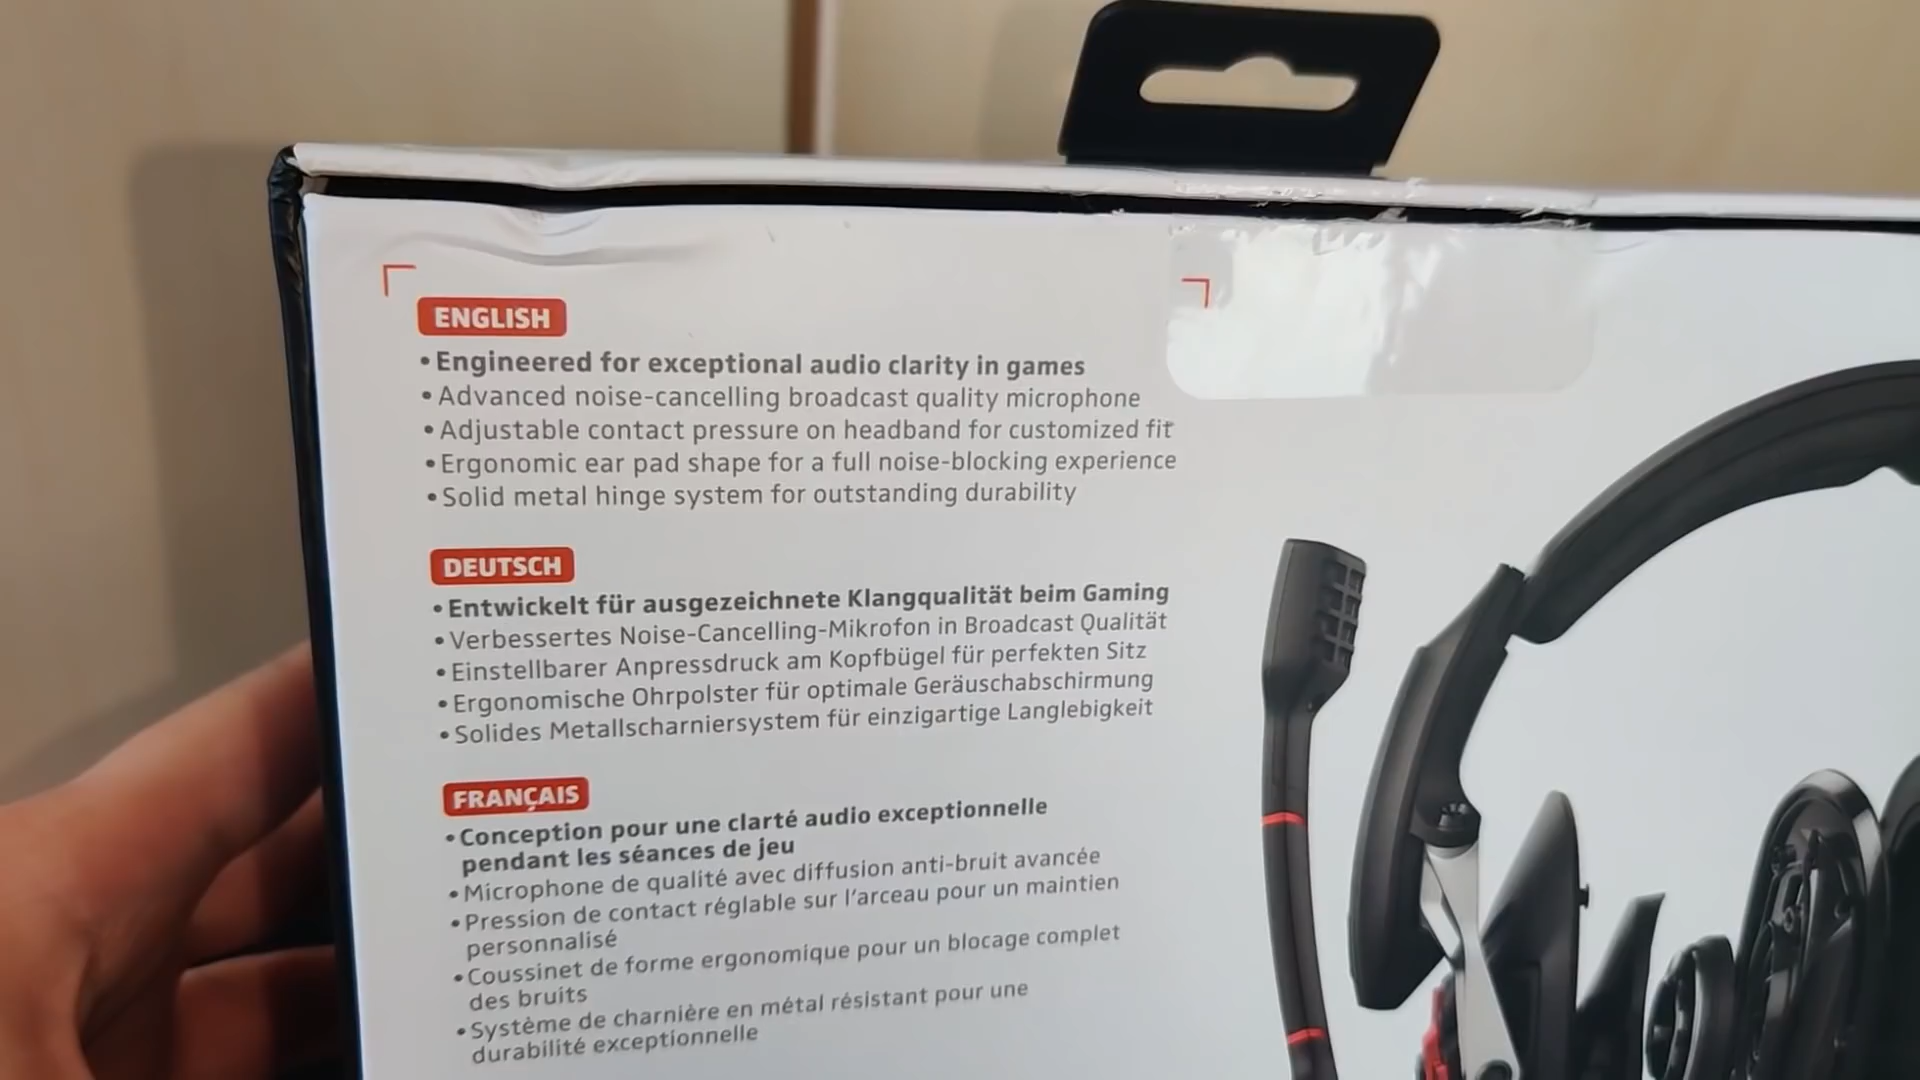 ENGLISH
• Engineered for exceptional audio clarity in games
• Advanced noise-cancelling broadcast quality microphone
• Adjustable contact pressure on headband for customized fit
• Ergonomic ear pad shape for a full noise-blocking experience
• Solid metal hinge system for outstanding durability
DEUTSCH
• Entwickelt für ausgezeichnete Klangqualität beim Gaming
• Verbessertes Noise-Cancelling-Mikrofon in Broadcast Qualität
• Einstellbarer Anpressdruck am Kopfbügel für perfekten Sitz
• Ergonomische Ohrpolster für optimale Geräuschabschirmung
• Solides Metallscharniersystem für einzigartige Langlebigkeit
FRANÇAIS
• Conception pour une clarté audio exceptionnelle
pendant les séances de jeu
• Microphone de qualité avec diffusion anti-bruit avancée
• Pression de contact réglable sur l'arceau pour un maintien
personnalisé
• Coussinet de forme ergonomique pour un blocage complet
des bruits
• Système de charnière en métal résistant pour une
durabilité exceptionnelle